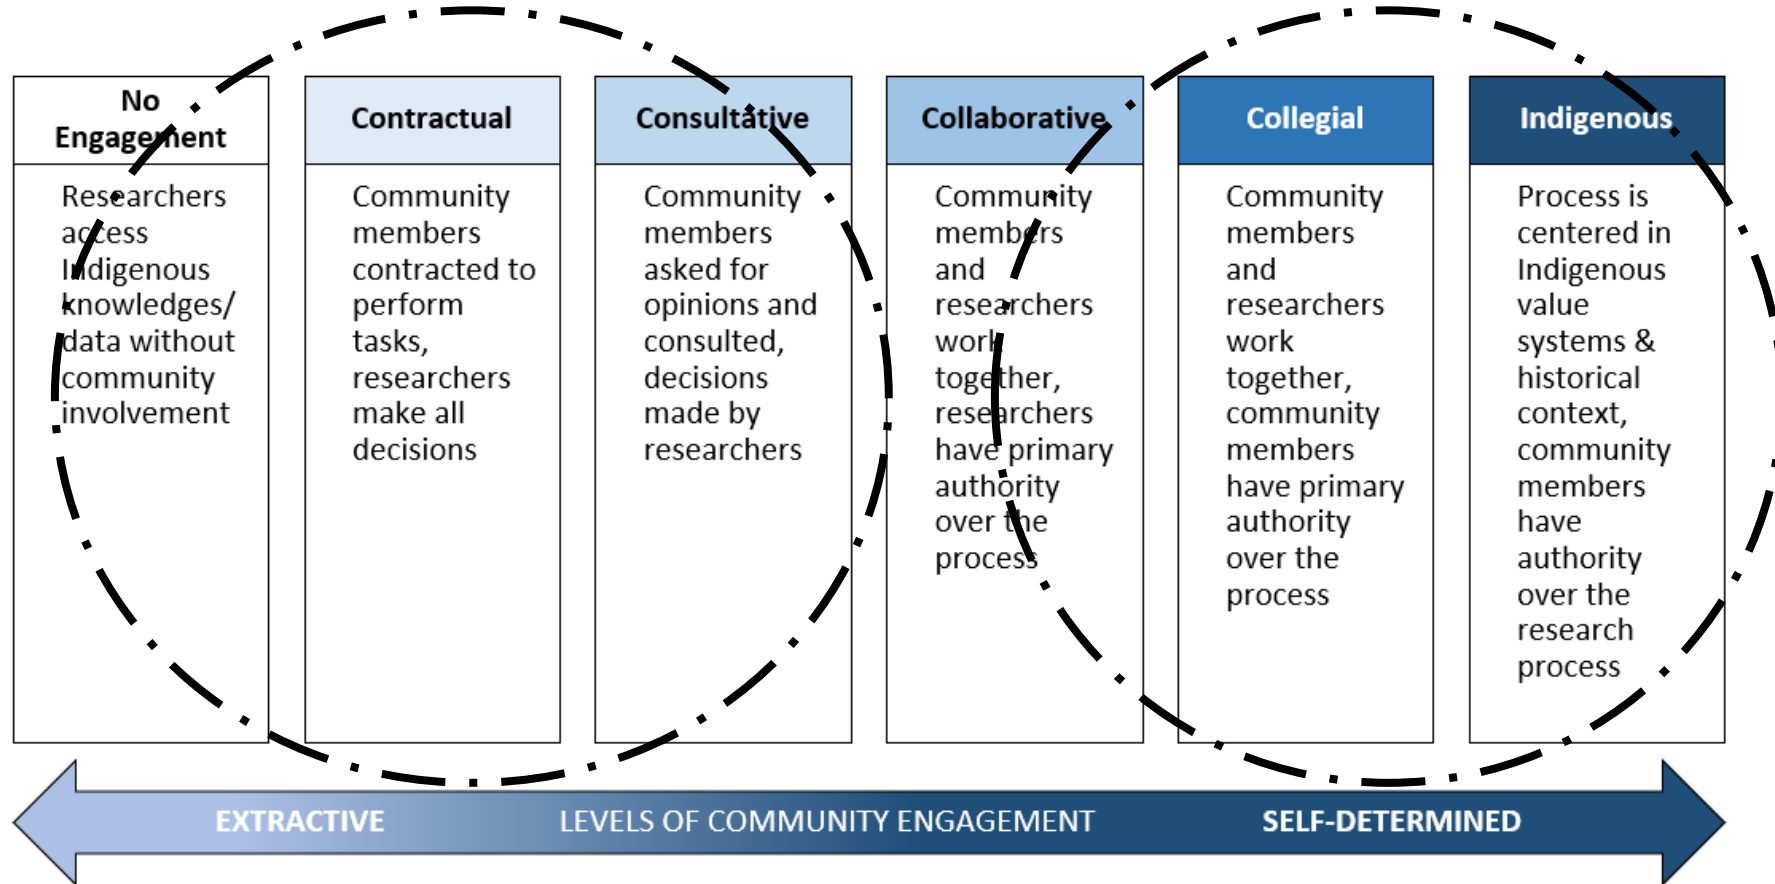 No
Engagement
Researchers
access
Indigenous
knowledges/
data without
community
involvement
Contractual
Community
members
contracted to
perform
tasks,
researchers
make all
decisions
Consultative
Community
members
asked for
opinions and
consulted,
decisions
made by
researchers
Collaborative
Community
members
and
researchers
work
together,
researchers
have primary
authority
over the
process
Collegial
Community
members
and
researchers
work
together,
community
members
have primary
authority
over the
process
Indigenous
Process is
centered in
Indigenous
value
systems &
historical
context,
community
members
have
authority
over the
research
process
EXTRACTIVE LEVELS OF COMMUNITY ENGAGEMENT SELF-DETERMINED